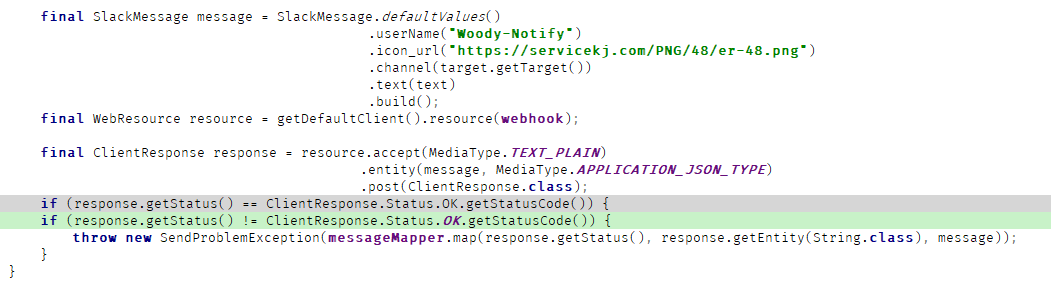 final SlackMessage message = SlackMessage.defaultValues()
.userName("Woody-Notify")
.icon_url("https://servicekj.com/PNG/48/er-48.png")
.channel(target.getTarget())
.text(text)
.build();
final WebResource resource = getDefaultClient().resource(webhook);
final ClientResponse response = resource.accept(MediaType.TEXT_PLAIN)
.entity(message, MediaType.APPLICATION_JSON_TYPE)
.post(ClientResponse.class);
if (response.getStatus() == ClientResponse.Status.OK.getStatusCode()) {
if (response.getStatus() != ClientResponse.Status.OK.getStatusCode()) {
throw new SendProblemException(messageMapper.map(response.getStatus(), response.getEntity(String.class), message));
}
}